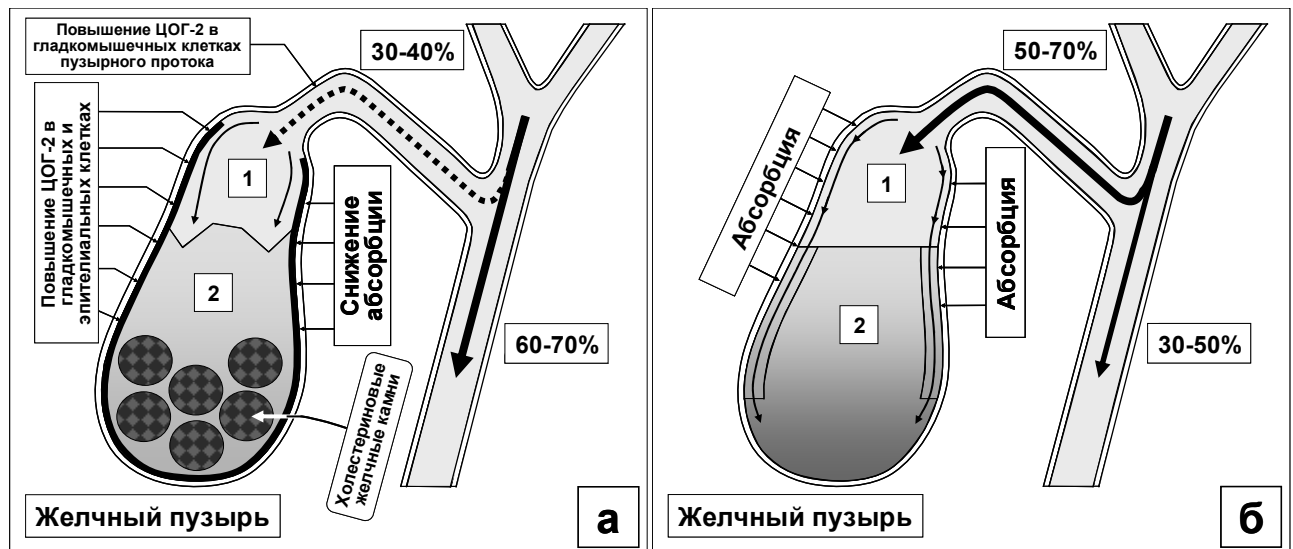 Повышение ЦОГ-2 в
гладкомышечных клетках
пузырного протока
30-40%
Повышение ЦОГ-2 в
гладкомышечных и
эпителиальных клетках
1
2
Снижение
абсорбции
60-70%
Холестериновые
желчные камни
Желчный пузырь
а
50-70%
Абсорбция
1
Абсорбция
2
30-50%
Желчный пузырь
б